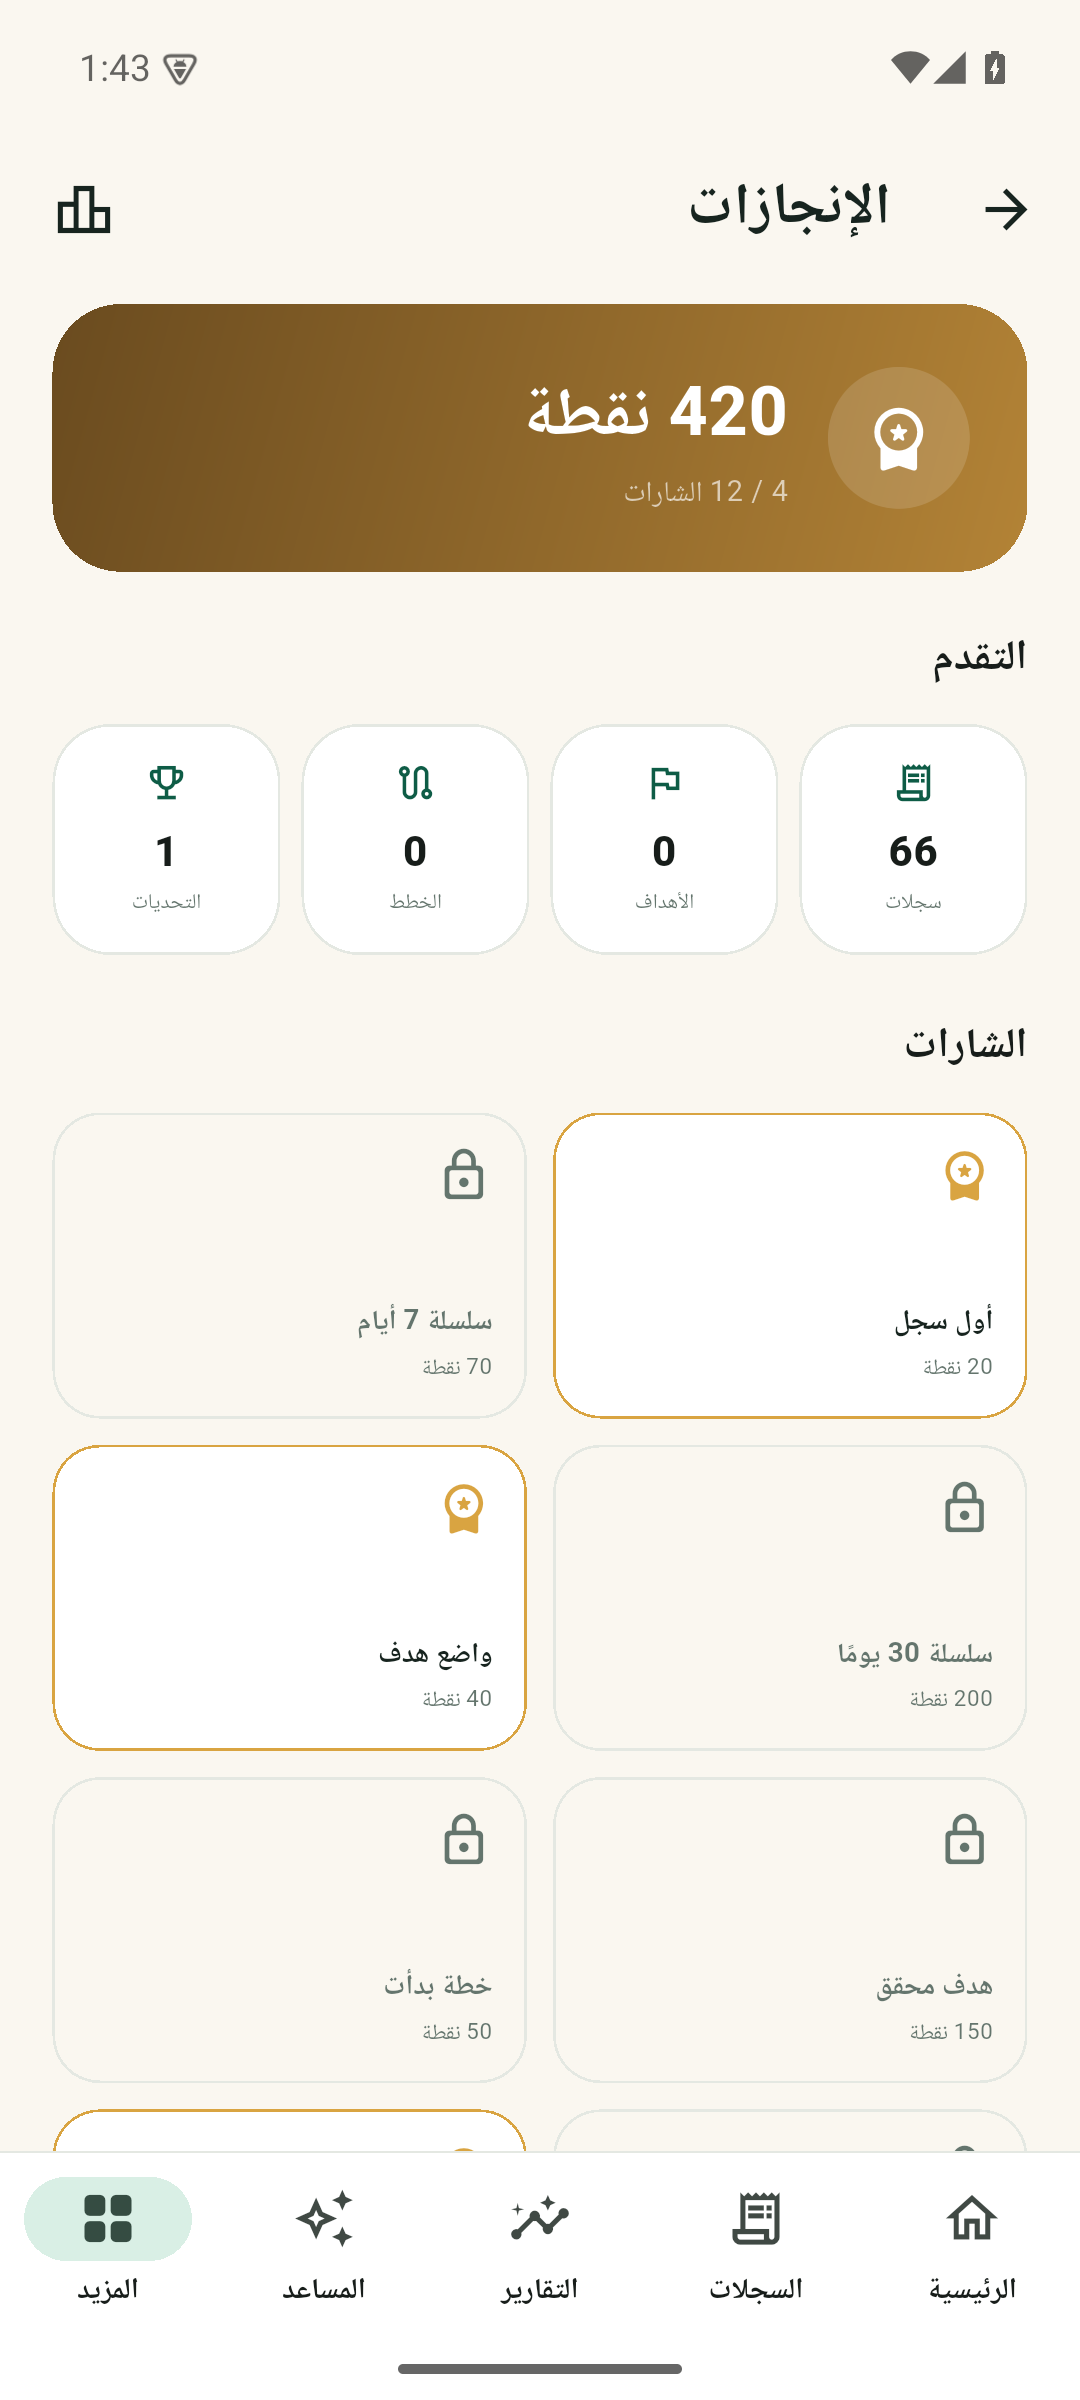 1:43
الإنجازات
420 نقطة
4 / 12 الشارات
التقدم
66
سجلات
0
الأهداف
0
الخطط
1
التحديات
الشارات
أول سجل
20 نقطة
سلسلة 7 أيام
70 نقطة
سلسلة 30 يومًا
200 نقطة
واضع هدف
40 نقطة
هدف محقق
150 نقطة
خطة بدأت
50 نقطة
الرئيسية
السجلات
التقارير
المساعد
المزيد